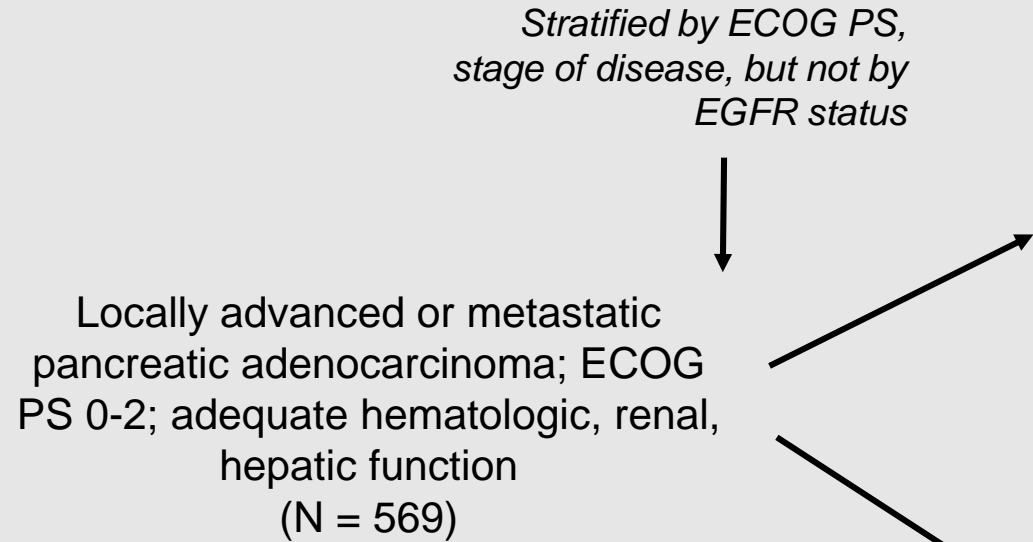 Stratified by ECOG PS,
stage of disease, but not by
EGFR status
Locally advanced or metastatic
pancreatic adenocarcinoma; ECOG
PS 0-2; adequate hematologic, renal,
hepatic function
(N = 569)